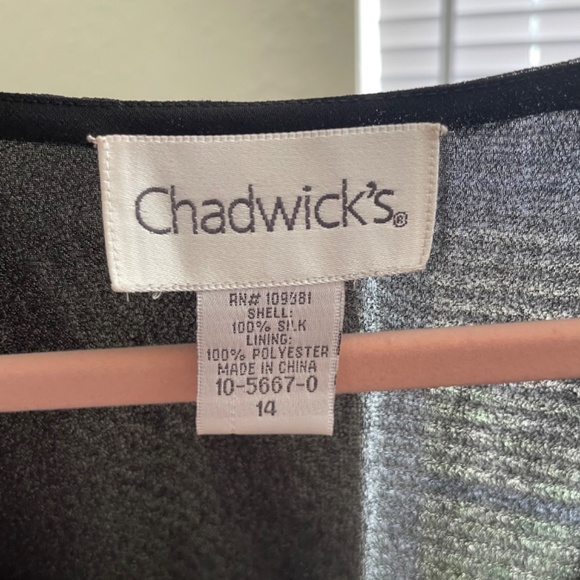 Chadwick's®
RN# 109381
SHELL:
100% SILK
LINING:
100% POLYESTER
MADE IN CHINA
10-5667-0
14